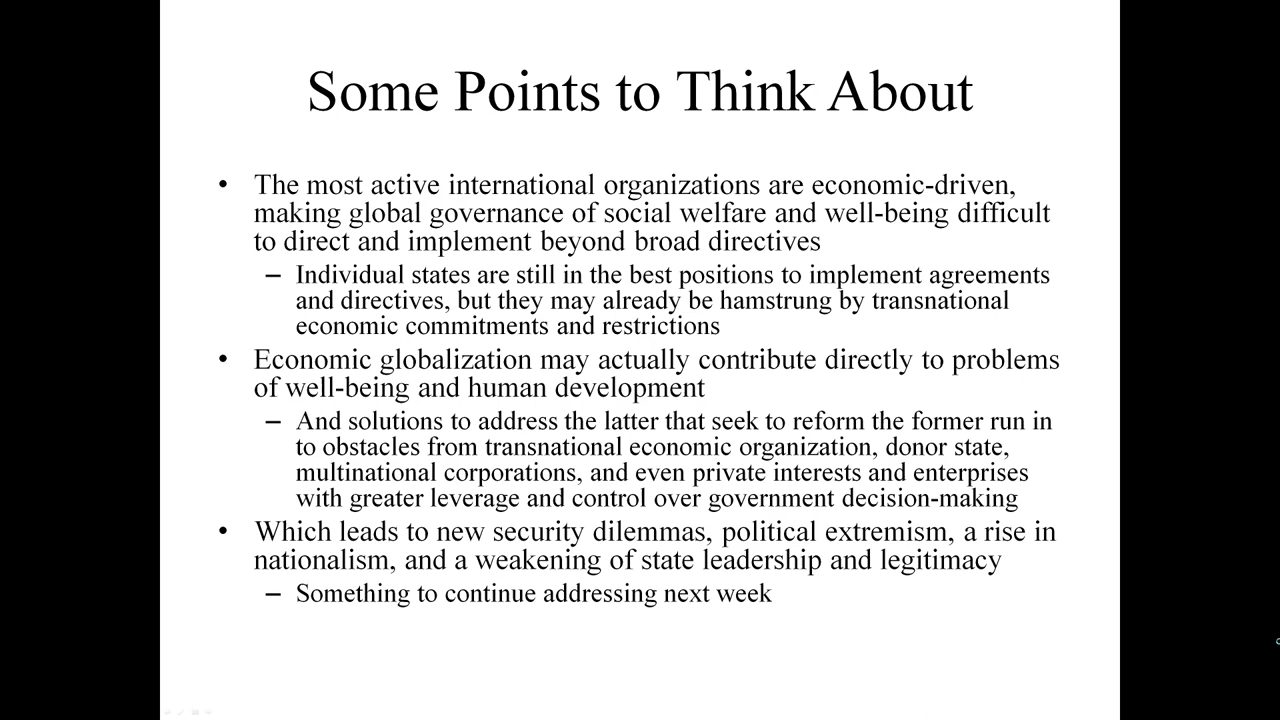 Some Points to Think About
• The most active international organizations are economic-driven,
making global governance of social welfare and well-being difficult
to direct and implement beyond broad directives
– Individual states are still in the best positions to implement agreements
and directives, but they may already be hamstrung by transnational
economic commitments and restrictions
• Economic globalization may actually contribute directly to problems
of well-being and human development
– And solutions to address the latter that seek to reform the former run in
to obstacles from transnational economic organization, donor state,
multinational corporations, and even private interests and enterprises
with greater leverage and control over government decision-making
• Which leads to new security dilemmas, political extremism, a rise in
nationalism, and a weakening of state leadership and legitimacy
– Something to continue addressing next week